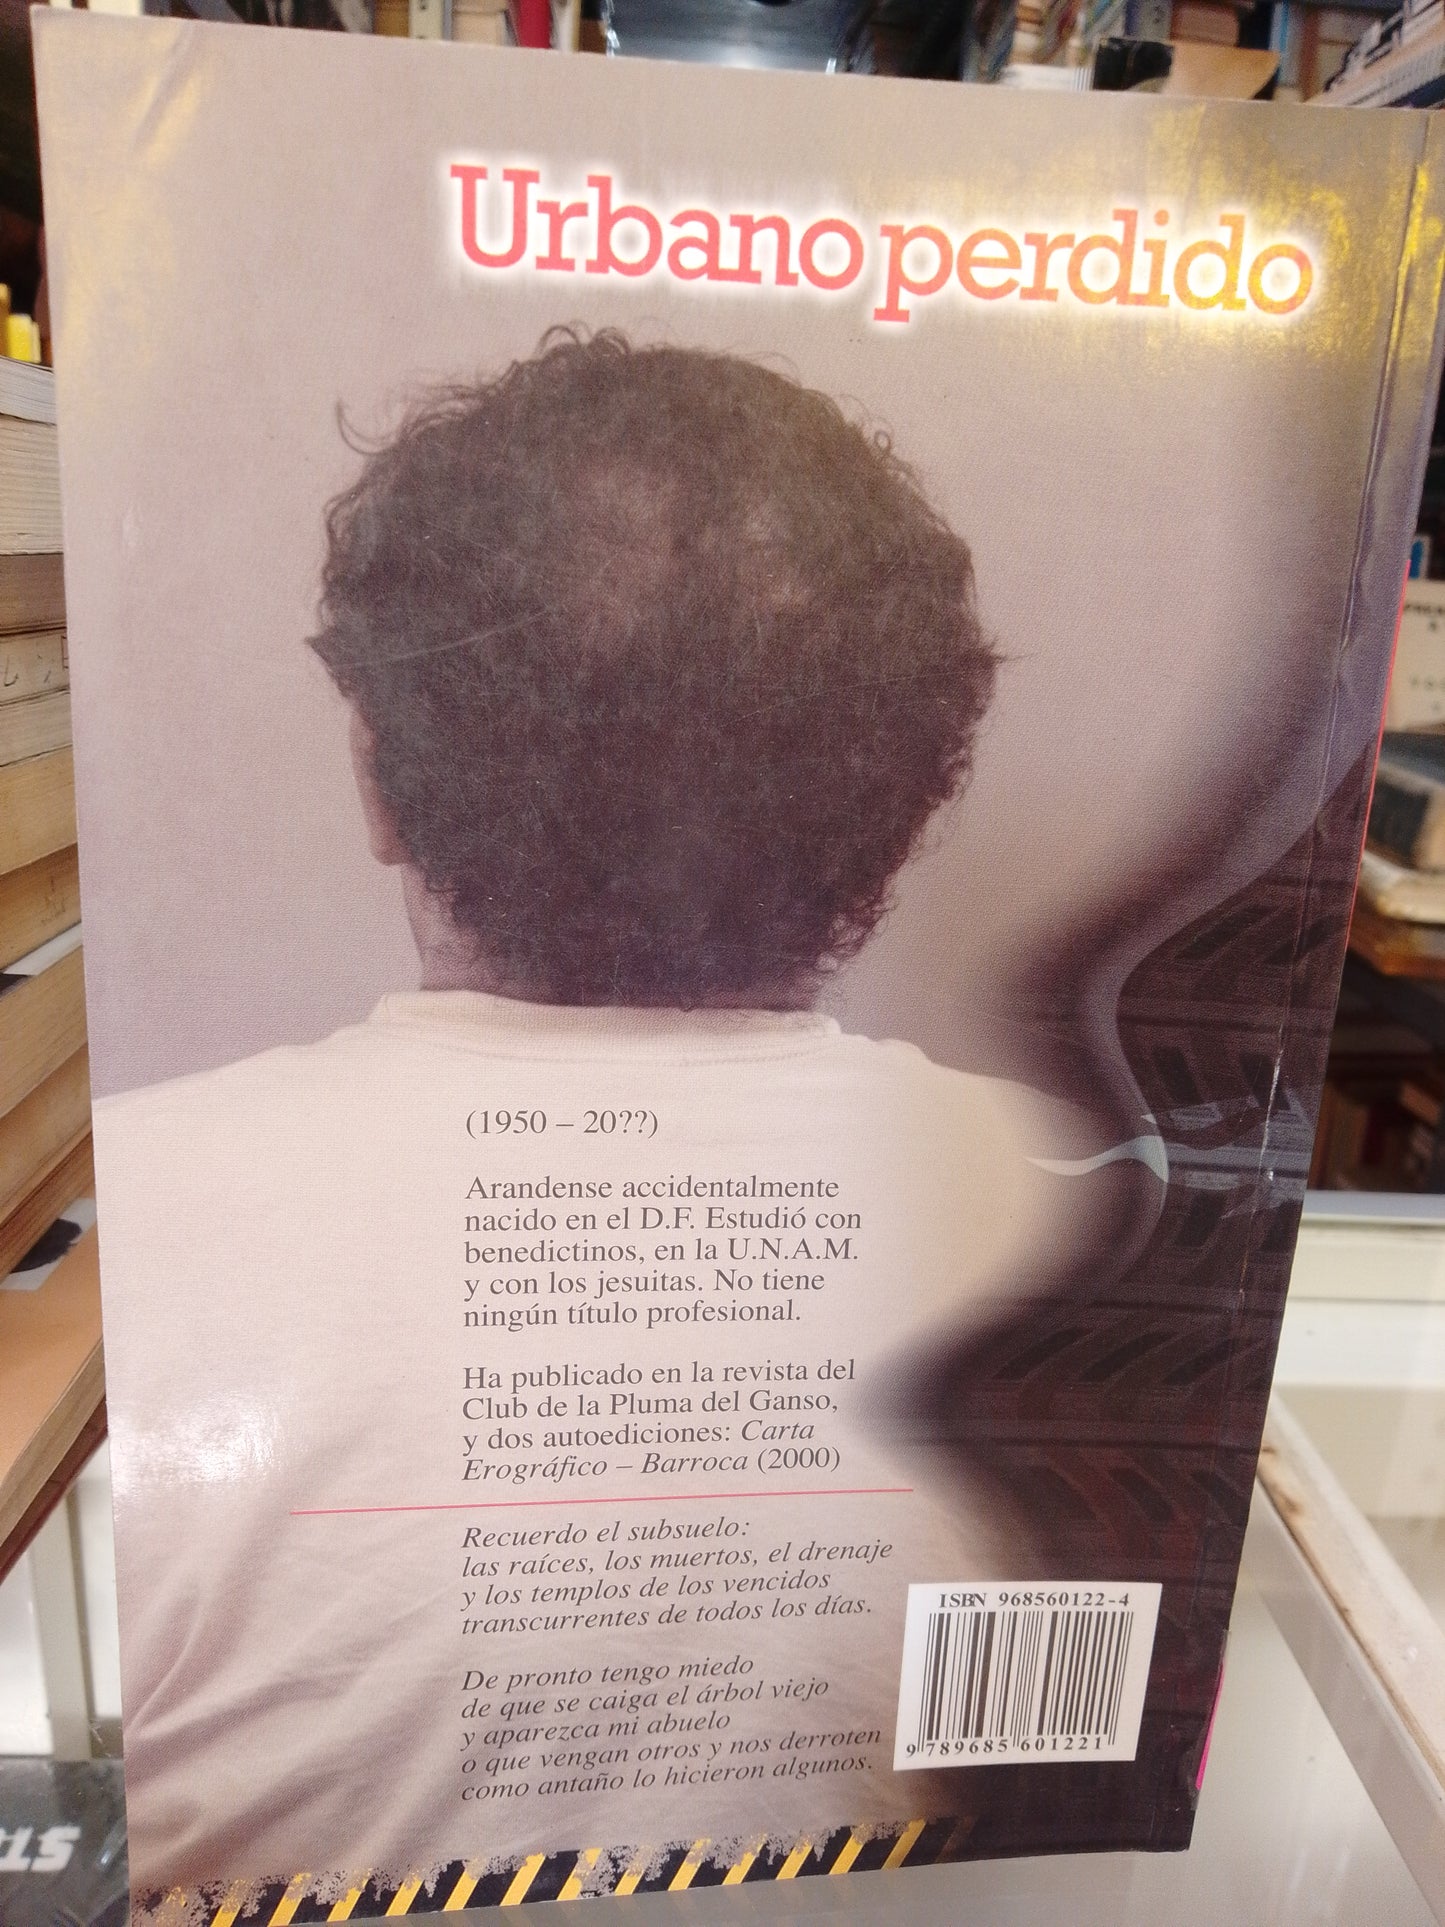 Urbano perdido
(1950 – 20??)
Arandense accidentalmente
nacido en el D.F. Estudió con
benedictinos, en la U.N.A.M.
y con los jesuitas. No tiene
ningún título profesional.
Ha publicado en la revista del
Club de la Pluma del Ganso,
y dos autoediciones: Carta
Erográfico – Barroca (2000)
Recuerdo el subsuelo:
las raíces, los muertos, el drenaje
y los templos de los vencidos
transcurrentes de todos los días.
De pronto tengo miedo
de que se caiga el árbol viejo
y aparezca mi abuelo
o que vengan otros y nos derroten
como antaño lo hicieron algunos.
ISBN 968560122-4
9 789685 601221